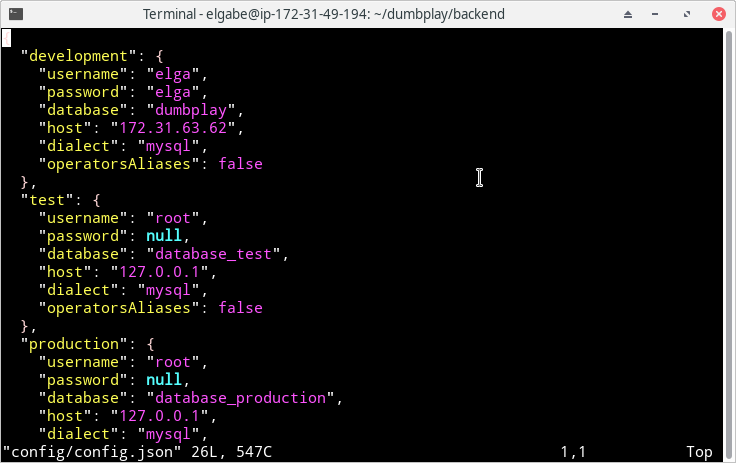 Terminal - elgabe@ip-172-31-49-194: ~/dumbplay/backend
{
  "development": {
    "username": "elga",
    "password": "elga",
    "database": "dumbplay",
    "host": "172.31.63.62",
    "dialect": "mysql",
    "operatorsAliases": false
  },
  "test": {
    "username": "root",
    "password": null,
    "database": "database_test",
    "host": "127.0.0.1",
    "dialect": "mysql",
    "operatorsAliases": false
  },
  "production": {
    "username": "root",
    "password": null,
    "database": "database_production",
    "host": "127.0.0.1",
    "dialect": "mysql",
"config/config.json" 26L, 547C 1,1 Top